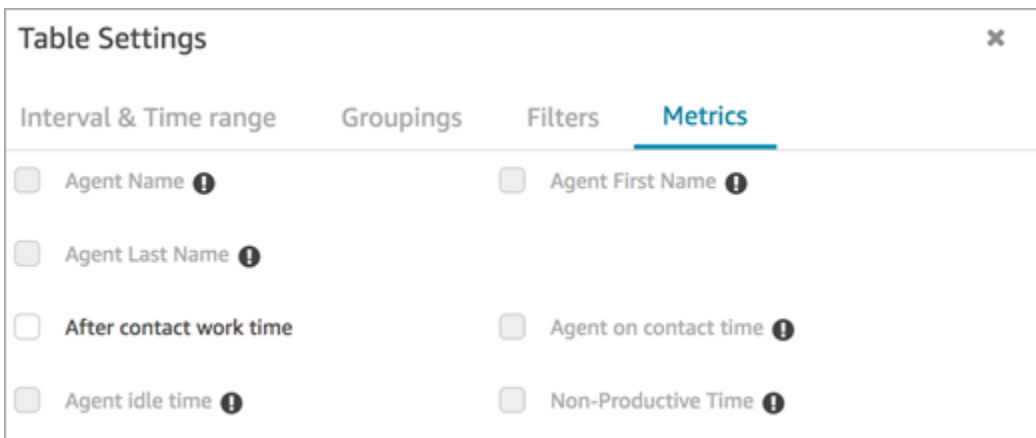 Table Settings
Interval & Time range Groupings Filters Metrics
Agent Name Agent First Name
Agent Last Name
After contact work time Agent on contact time
Agent idle time Non-Productive Time